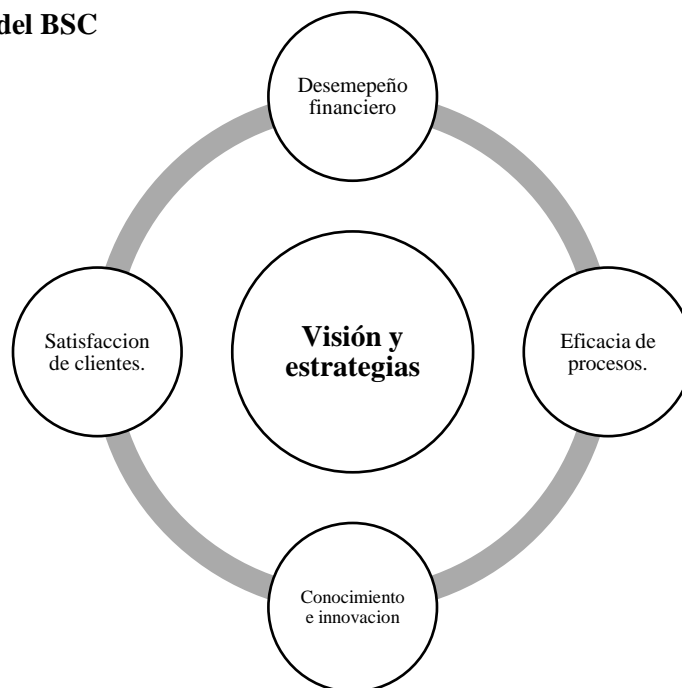 del BSC
Desemepeño
financiero
Satisfaccion
de clientes.
Visión y
estrategias
Eficacia de
procesos.
Conocimiento
e innovacion